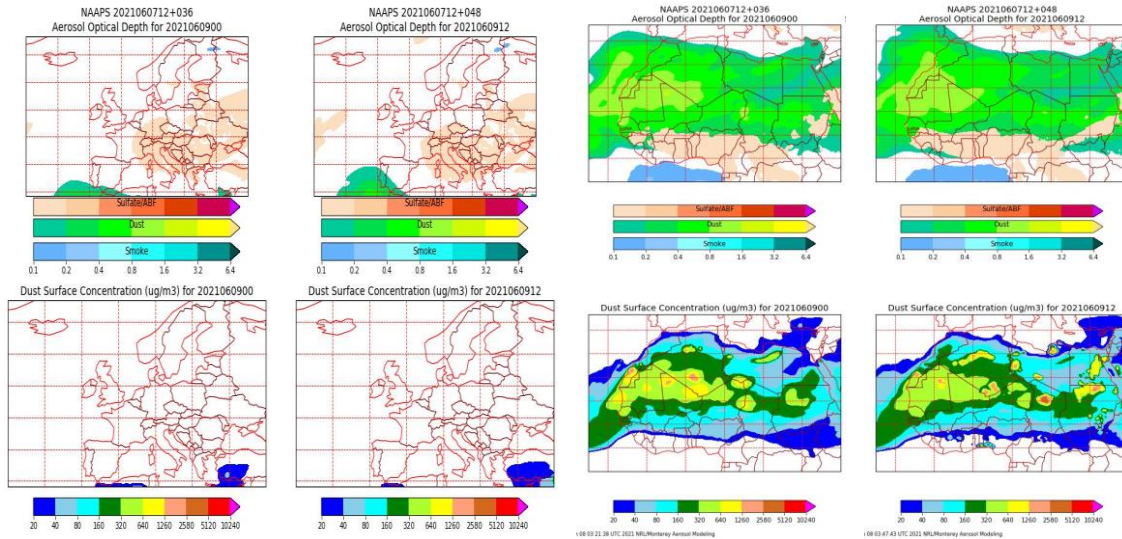 NAAPS 2021060712+036
Aerosol Optical Depth for 2021060900
NAAPS 2021060712+048
Aerosol Optical Depth for 2021060912
NAAPS 2021060712+036
Aerosol Optical Depth for 2021060900
NAAPS 2021060712+048
Aerosol Optical Depth for 2021060912
Sulfate/ABF
Dust
Smoke
0.1 0.2 0.4 0.8 1.6 3.2 6.4
Sulfate/ABF
Dust
Smoke
0.1 0.2 0.4 0.8 1.6 3.2 6.4
Sulfate/ABF
Dust
Smoke
0.1 0.2 0.4 0.8 1.6 3.2 6.4
Sulfate/ABF
Dust
Smoke
0.1 0.2 0.4 0.8 1.6 3.2 6.4
Dust Surface Concentration (ug/m3) for 2021060900
Dust Surface Concentration (ug/m3) for 2021060912
Dust Surface Concentration (ug/m3) for 2021060900
Dust Surface Concentration (ug/m3) for 2021060912
20 40 80 160 320 640 1260 2580 5120 10240
20 40 80 160 320 640 1260 2580 5120 10240
20 40 80 160 320 640 1260 2580 5120 10240
20 40 80 160 320 640 1260 2580 5120 10240
08 03:21:38 UTC 2021 NRL/Monterey Aerosol Modeling
08 03:47:43 UTC 2021 NRL/Monterey Aerosol Modeling